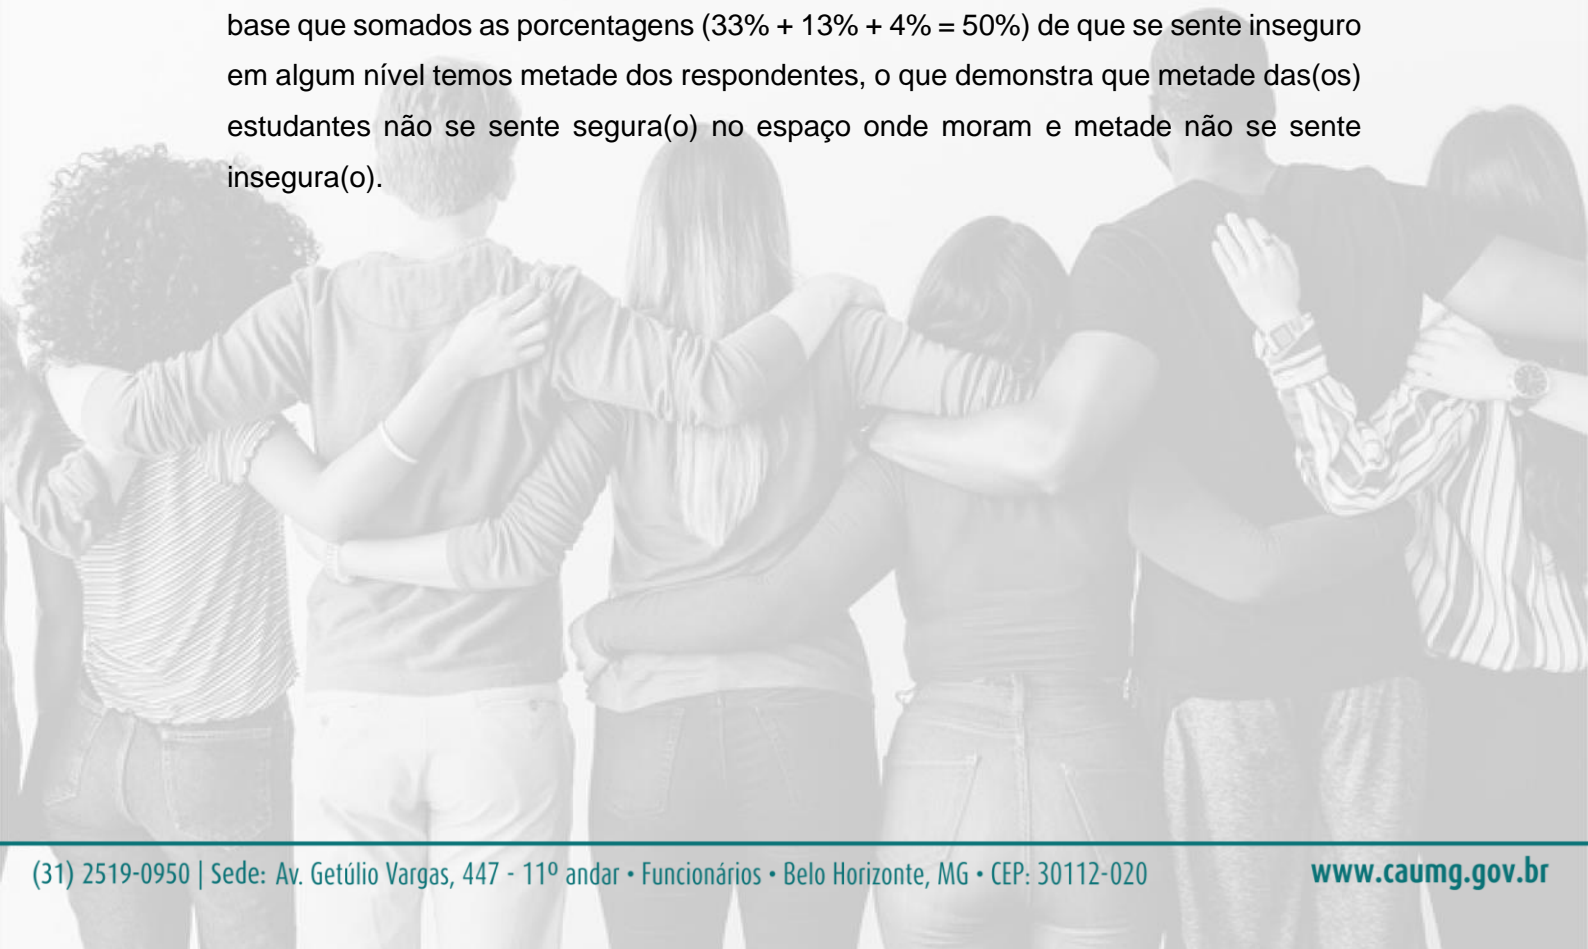 base que somados as porcentagens (33% + 13% + 4% = 50%) de que se sente inseguro
em algum nível temos metade dos respondentes, o que demonstra que metade das(os)
estudantes não se sente segura(o) no espaço onde moram e metade não se sente
insegura(o).
(31) 2519-0950 | Sede: Av. Getúlio Vargas, 447 - 11º andar • Funcionários • Belo Horizonte, MG • CEP: 30112-020
www.caumg.gov.br